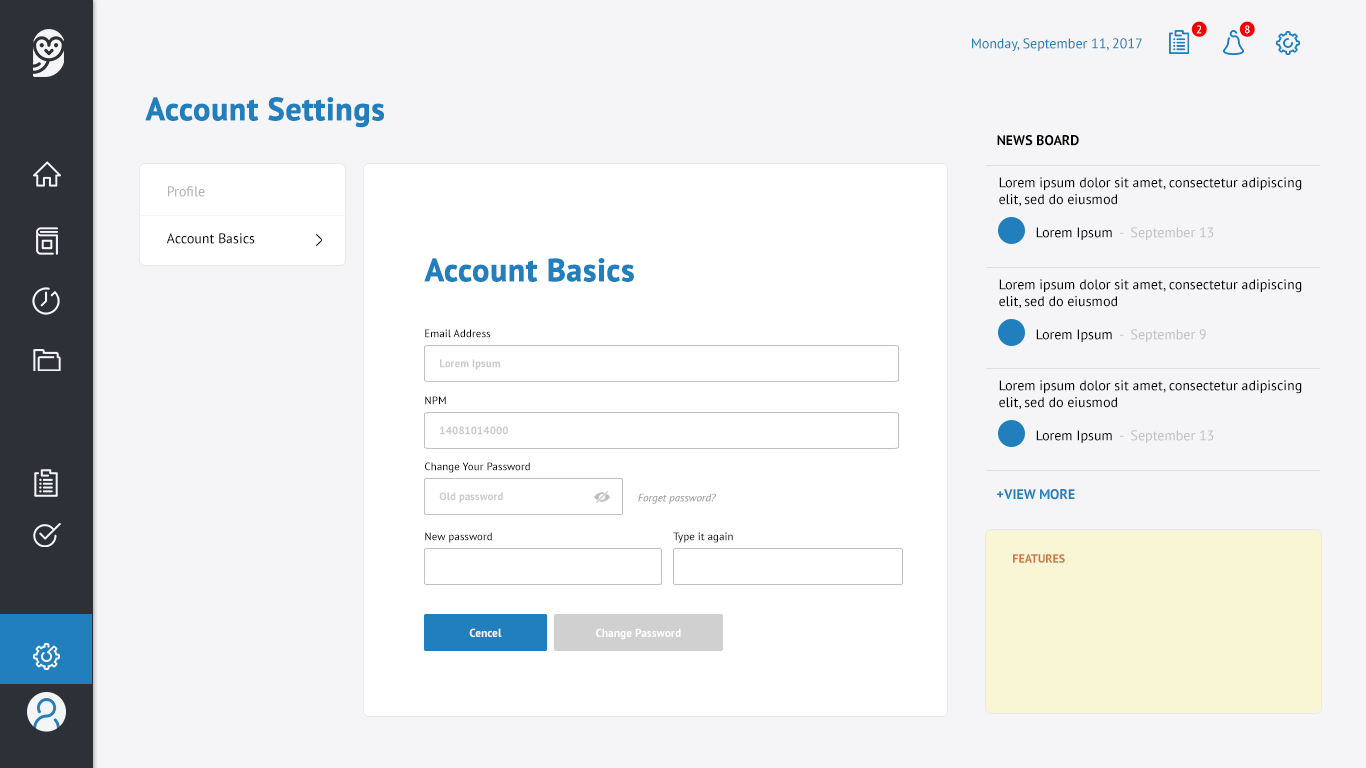 Monday, September 11, 2017
2
8
Account Settings
Profile
Account Basics
Account Basics
Email Address
Lorem Ipsum
NPM
14081014000
Change Your Password
Old password
Forget password?
New password
Type it again
Cencel
Change Password
NEWS BOARD
Lorem ipsum dolor sit amet, consectetur adipiscing
elit, sed do eiusmod
Lorem Ipsum - September 13
Lorem ipsum dolor sit amet, consectetur adipiscing
elit, sed do eiusmod
Lorem Ipsum - September 9
Lorem ipsum dolor sit amet, consectetur adipiscing
elit, sed do eiusmod
Lorem Ipsum - September 13
+VIEW MORE
FEATURES